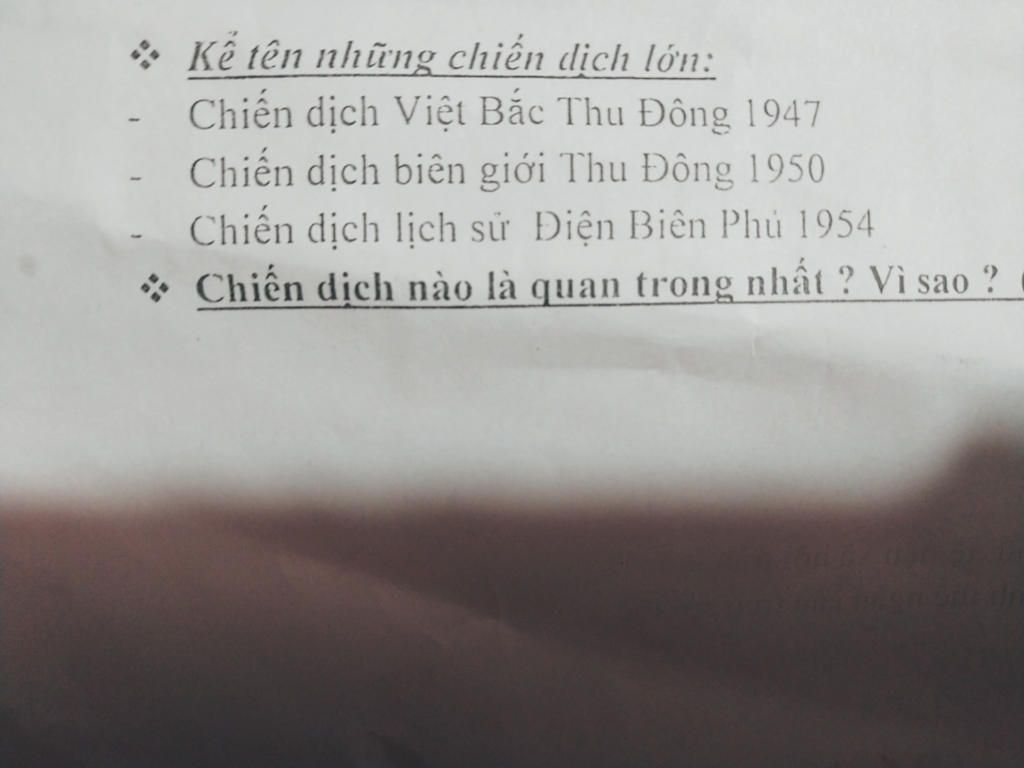 ❖ Kể tên những chiến dịch lớn:
- Chiến dịch Việt Bắc Thu Đông 1947
- Chiến dịch biên giới Thu Đông 1950
- Chiến dịch lịch sử Điện Biên Phủ 1954
❖ Chiến dịch nào là quan trong nhất ? Vì sao ? (